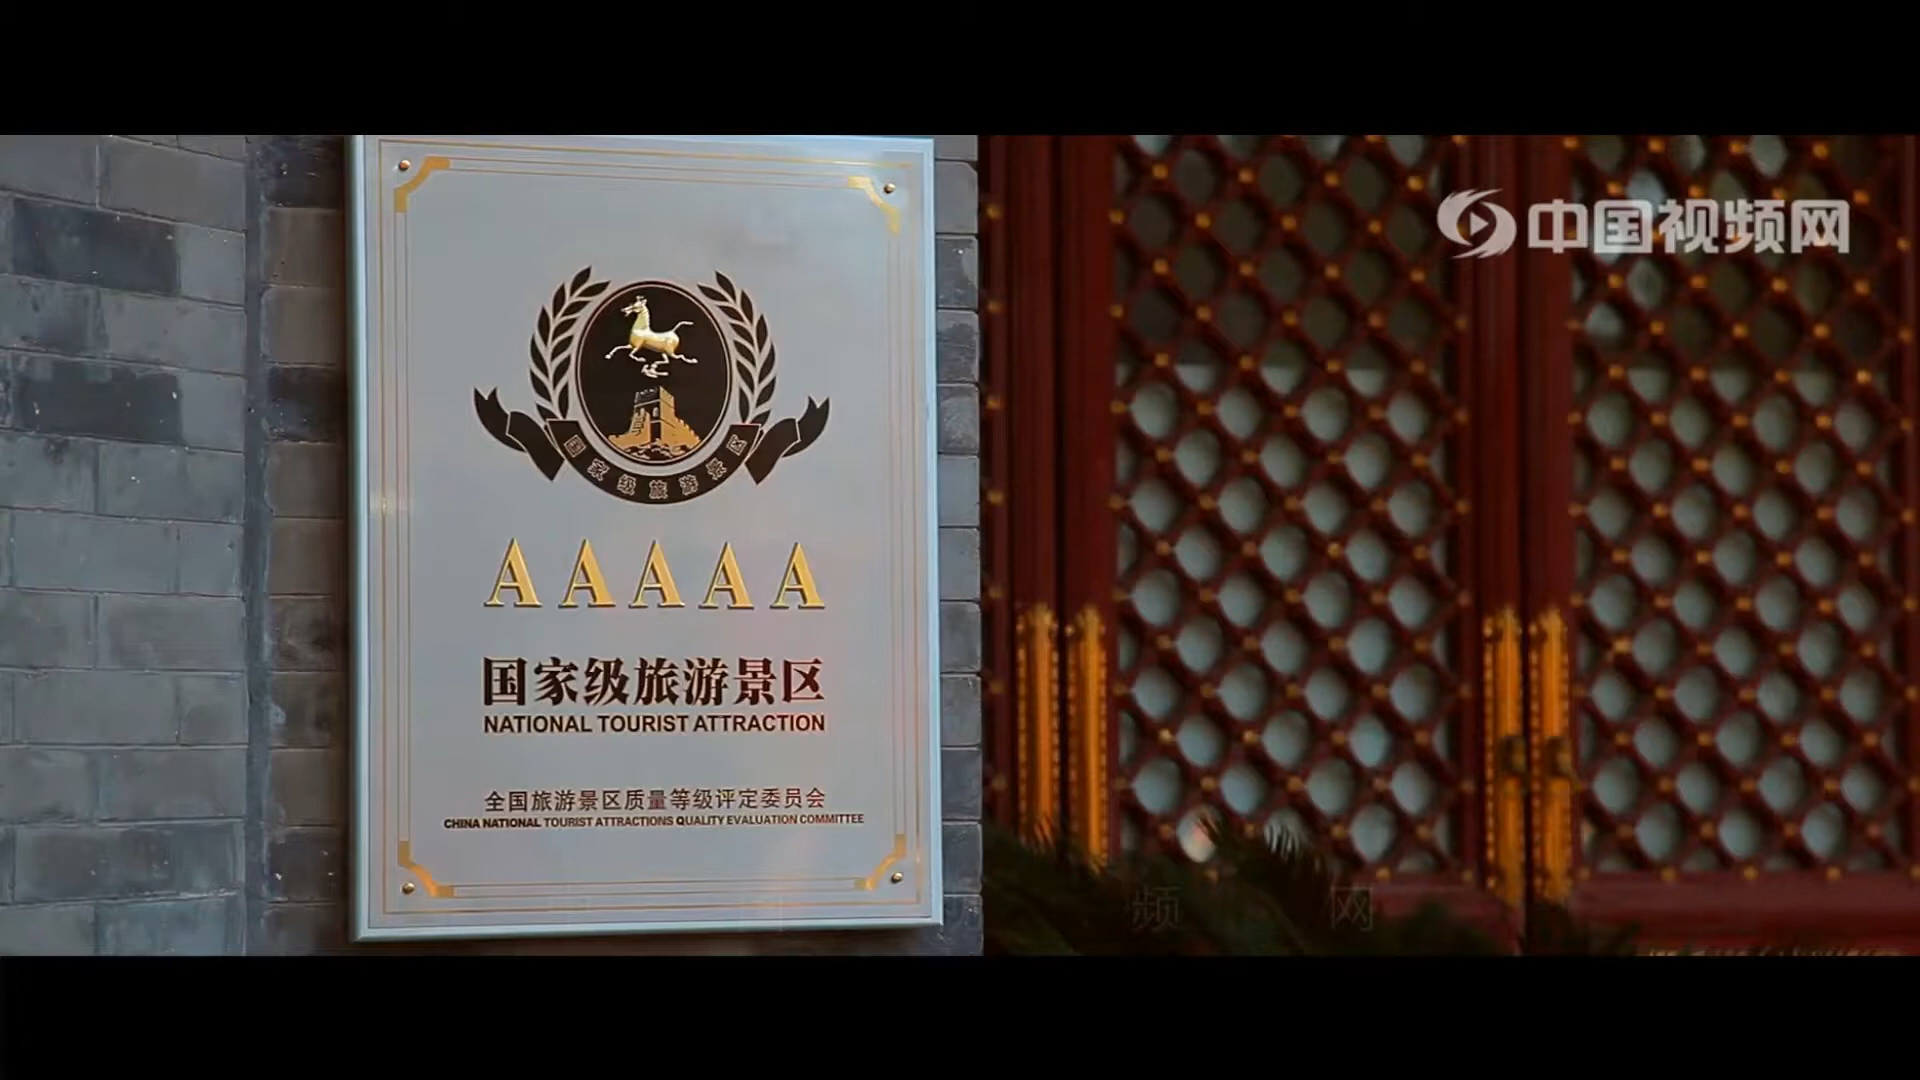 中国视频网
国家级旅游景区
AAAAA
国家级旅游景区
NATIONAL TOURIST ATTRACTION
全国旅游景区质量等级评定委员会
CHINA NATIONAL TOURIST ATTRACTIONS QUALITY EVALUATION COMMITTEE
频 网